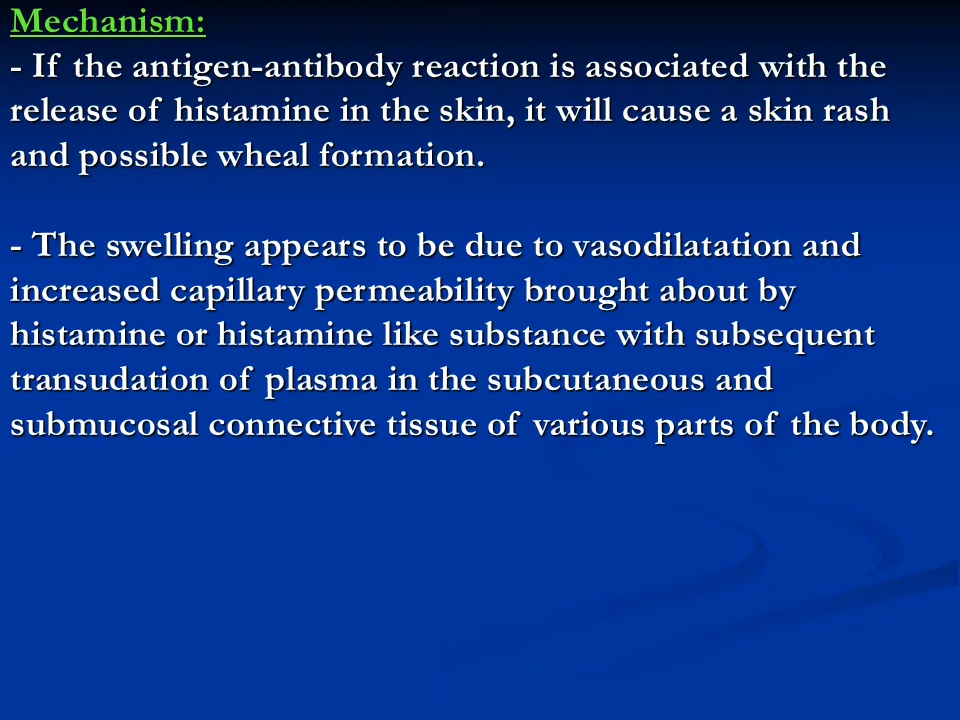 Mechanism:
- If the antigen-antibody reaction is associated with the
release of histamine in the skin, it will cause a skin rash
and possible wheal formation.
- The swelling appears to be due to vasodilatation and
increased capillary permeability brought about by
histamine or histamine like substance with subsequent
transudation of plasma in the subcutaneous and
submucosal connective tissue of various parts of the body.